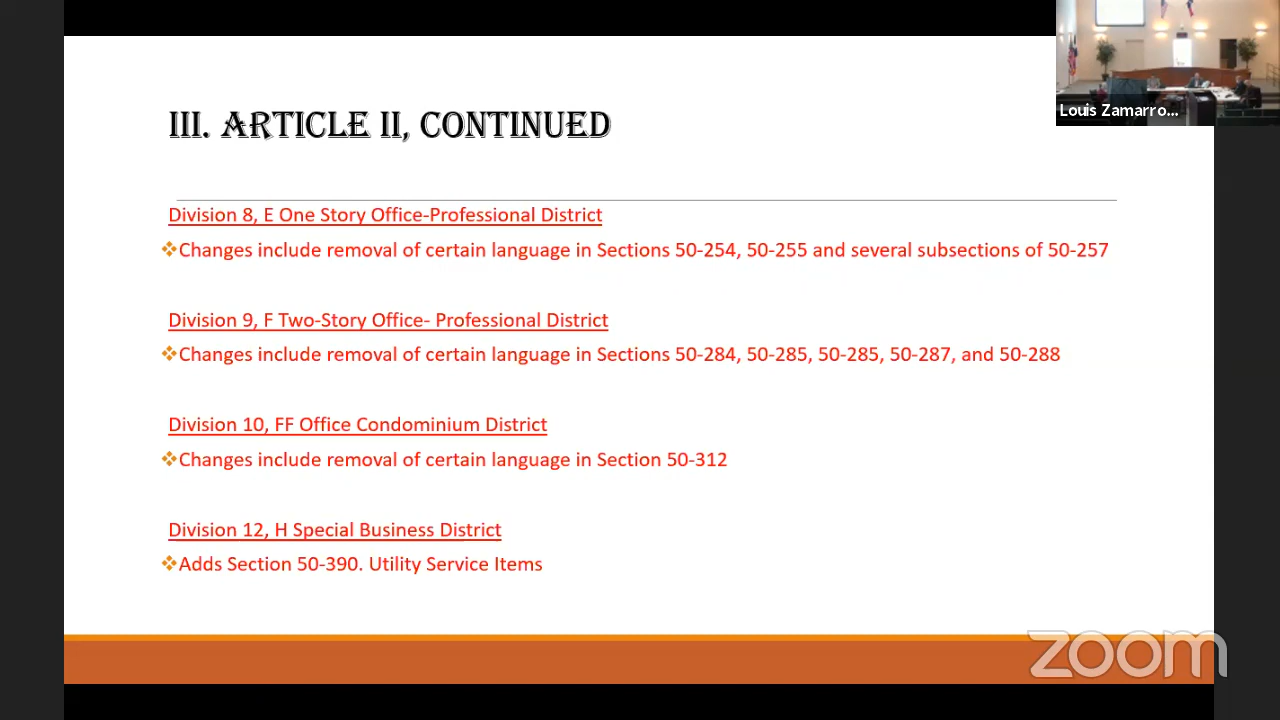 Louis Zamarro...
III. ARTICLE II, CONTINUED
Division 8, E One Story Office-Professional District
❖Changes include removal of certain language in Sections 50-254, 50-255 and several subsections of 50-257
Division 9, F Two-Story Office- Professional District
❖Changes include removal of certain language in Sections 50-284, 50-285, 50-285, 50-287, and 50-288
Division 10, FF Office Condominium District
❖Changes include removal of certain language in Section 50-312
Division 12, H Special Business District
❖Adds Section 50-390. Utility Service Items
zoom